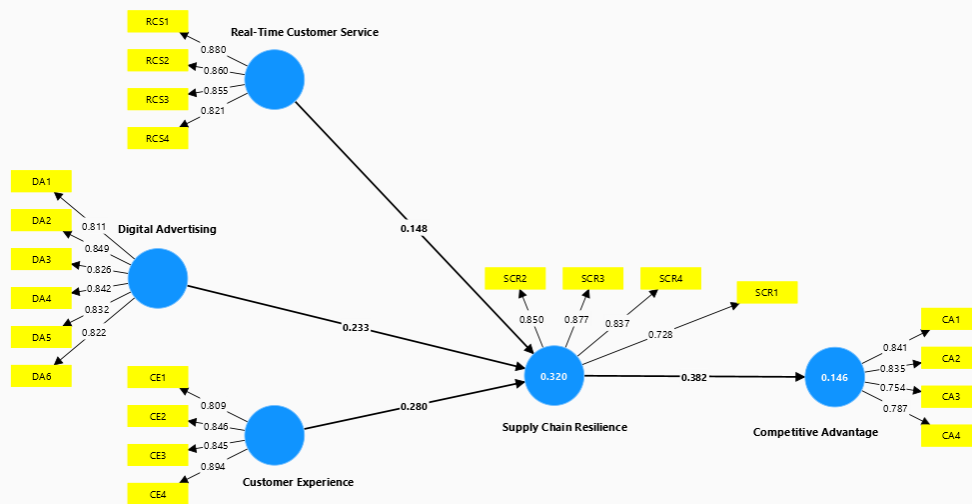 RCS1
Real-Time Customer Service
0.880
RCS2
0.860
RCS3
0.855
0.821
RCS4
DA1
0.811
DA2
Digital Advertising
0.849
DA3
0.826
DA4
0.842
0.832
DA5
0.822
DA6
0.148
0.233
0.280
CE1
0.809
CE2
0.846
CE3
0.845
0.894
CE4
Customer Experience
SCR2
SCR3
SCR4
SCR1
0.850
0.877
0.837
0.728
0.320
Supply Chain Resilience
0.382
0.146
Competitive Advantage
CA1
0.841
CA2
0.835
0.754
CA3
0.787
CA4